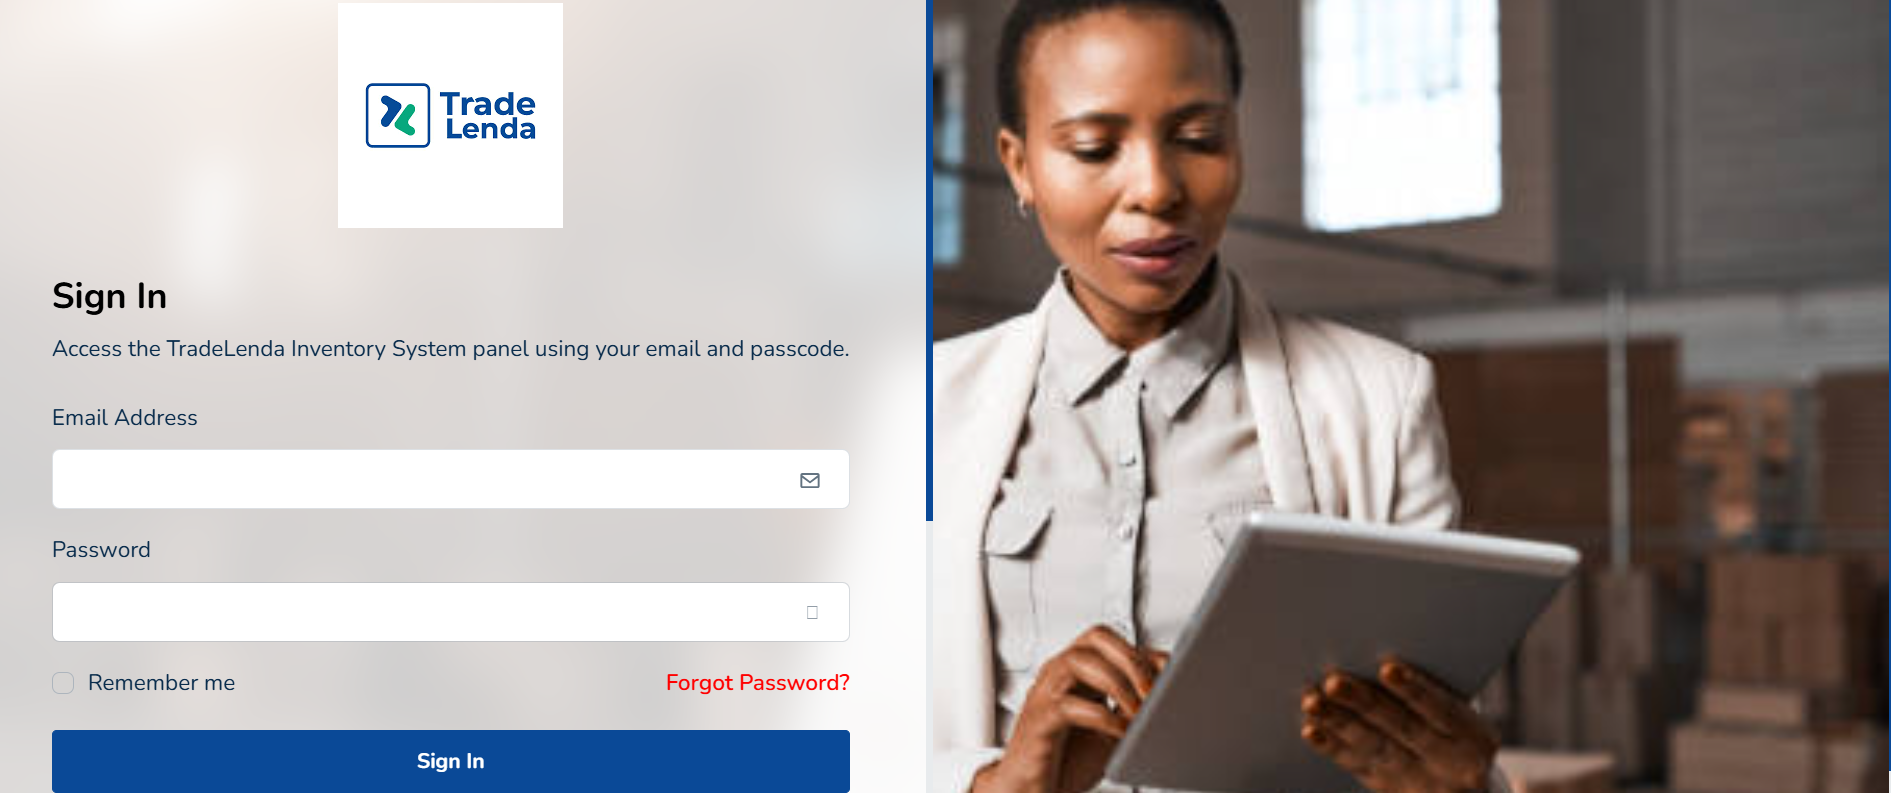 Trade
Lenda
Sign In
Access the TradeLenda Inventory System panel using your email and passcode.
Email Address
Password
Remember me
Forgot Password?
Sign In